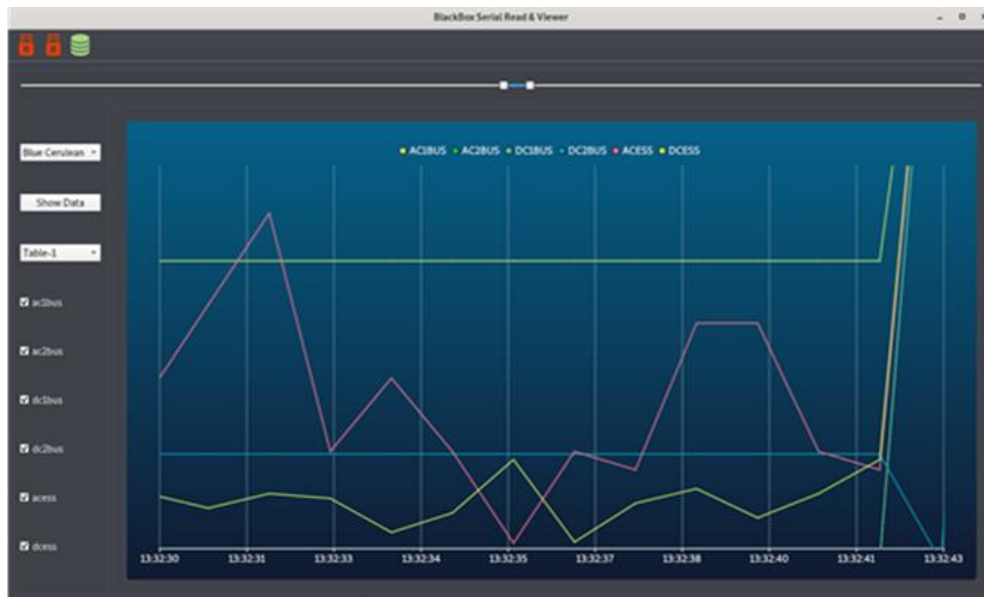 BlackBox Serial Read & Viewer
AC1BUS AC2BUS DC1BUS DC2BUS ACESS DCESS
Blue Cerulean
Show Data
Table-1
ac1bus
ac2bus
dc1bus
dc2bus
acess
dcess
13:32:30 13:32:31 13:32:33 13:32:34 13:32:35 13:32:37 13:32:38 13:32:40 13:32:41 13:32:43